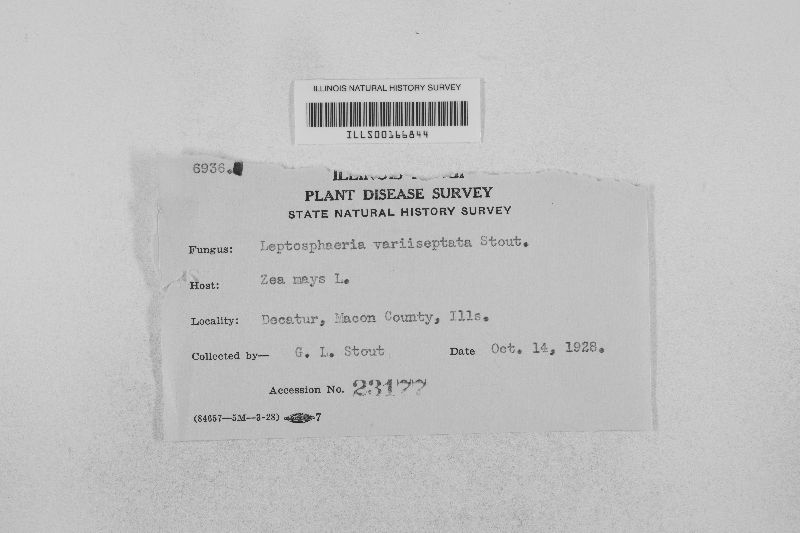 ILLINOIS NATURAL HISTORY SURVEY
ILLS00166844
6936.
PLANT DISEASE SURVEY
STATE NATURAL HISTORY SURVEY
Fungus: Leptosphaeria variiseptata Stout.
Host: Zea mays L.
Locality: Decatur, Macon County, Ills.
Collected by— G. L. Stout Date Oct. 14, 1928.
Accession No. 23177
(84657—5M—3-28) 7